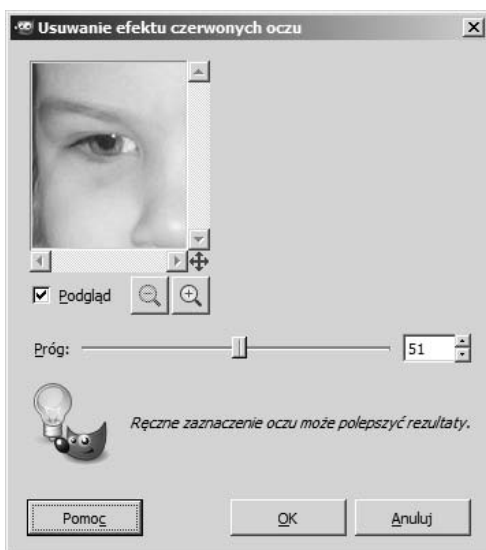 Usuwanie efektu czerwonych oczu
Podgląd
Próg:
51
Ręczne zaznaczenie oczu może polepszyć rezultaty.
Pomoc
OK
Anuluj